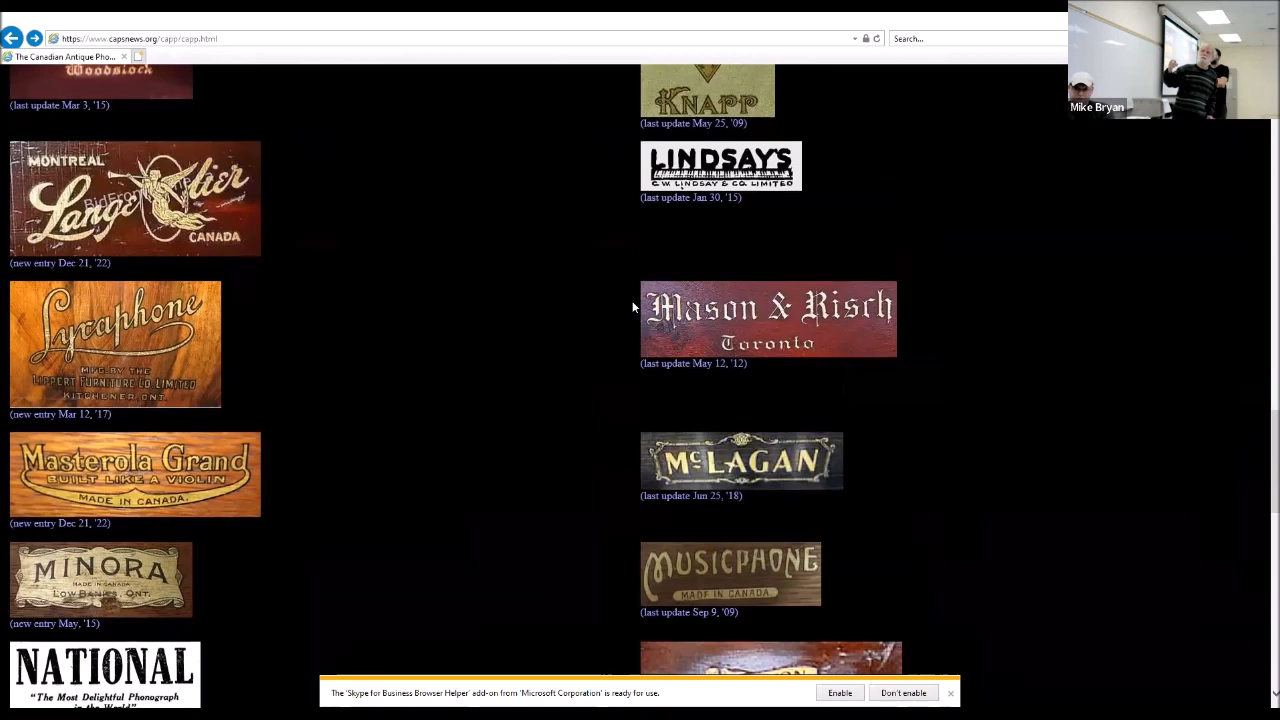 https://www.capsnews.org/capp/capp.html
Search...
The Canadian Antique Pho...
Mike Bryan
Woodstock
(last update Mar 3, '15)
KNAPP
(last update May 25, '09)
MONTREAL
CANADA
(new entry Dec 21, '22)
LINDSAY'S
C.W. LINDSAY & CO. LIMITED
(last update Jan 30, '15)
Lyraphone
MFG. BY THE
LIPPERT FURNITURE CO. LIMITED
KITCHENER, ONT.
(new entry Mar 12, '17)
Mason & Risch
Toronto
(last update May 12, '12)
Masterola Grand
BUILT LIKE A VIOLIN
MADE IN CANADA.
(new entry Dec 21, '22)
McLAGAN
(last update Jun 25, '18)
MINORA
MADE IN CANADA
LOWBANKS, ONT.
(new entry May, '15)
MUSICPHONE
MADE IN CANADA
(last update Sep 9, '09)
NATIONAL
"The Most Delightful Phonograph
in the World"
The 'Skype for Business Browser Helper' add-on from 'Microsoft Corporation' is ready for use.
Enable
Don't enable